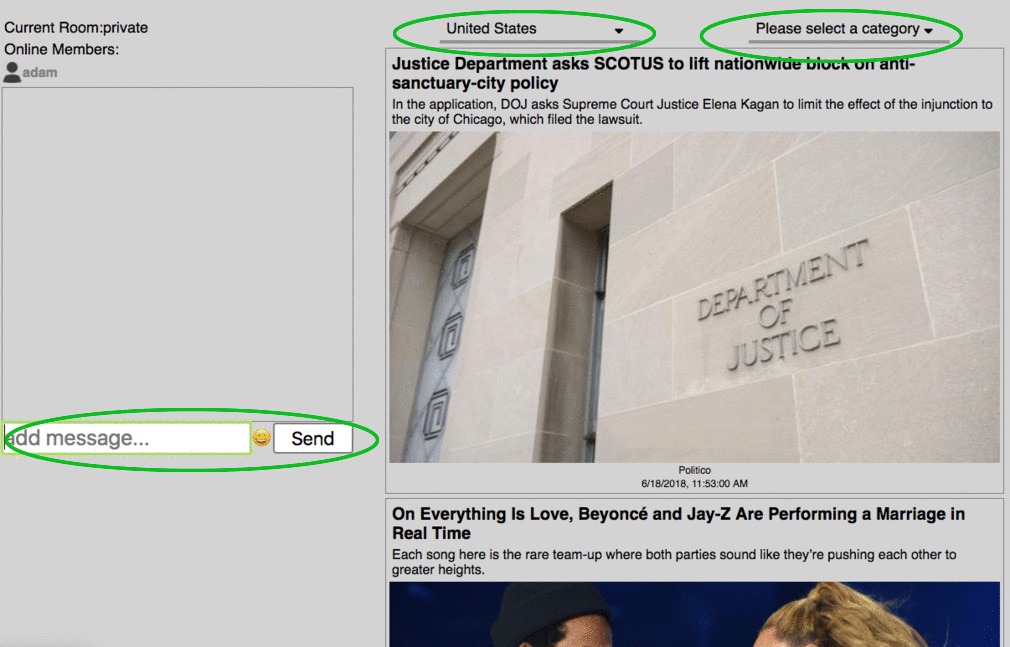 Current Room:private
Online Members:
adam
add message...
Send
United States
Please select a category
Justice Department asks SCOTUS to lift nationwide block on anti-
sanctuary-city policy
In the application, DOJ asks Supreme Court Justice Elena Kagan to limit the effect of the injunction to
the city of Chicago, which filed the lawsuit.
DEPARTMENT
OF
JUSTICE
Politico
6/18/2018, 11:53:00 AM
On Everything Is Love, Beyoncé and Jay-Z Are Performing a Marriage in
Real Time
Each song here is the rare team-up where both parties sound like they're pushing each other to
greater heights.